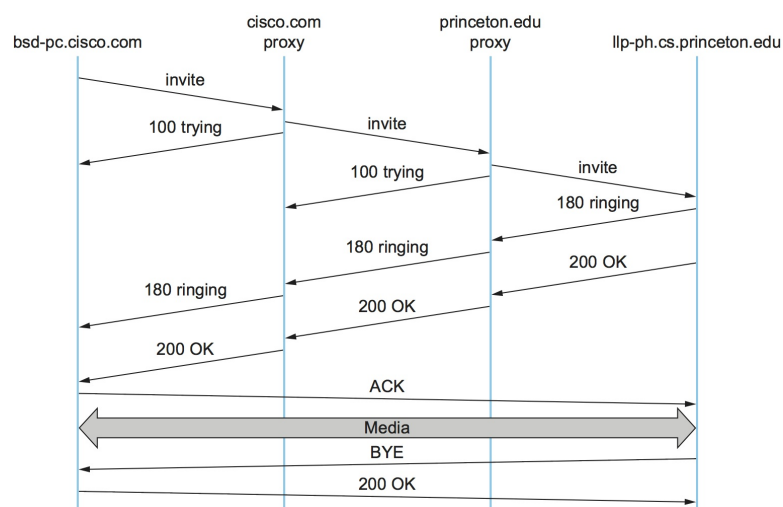 bsd-pc.cisco.com
cisco.com
proxy
princeton.edu
proxy
llp-ph.cs.princeton.edu
invite
100 trying
invite
100 trying
invite
180 ringing
180 ringing
200 OK
180 ringing
200 OK
200 OK
ACK
Media
BYE
200 OK